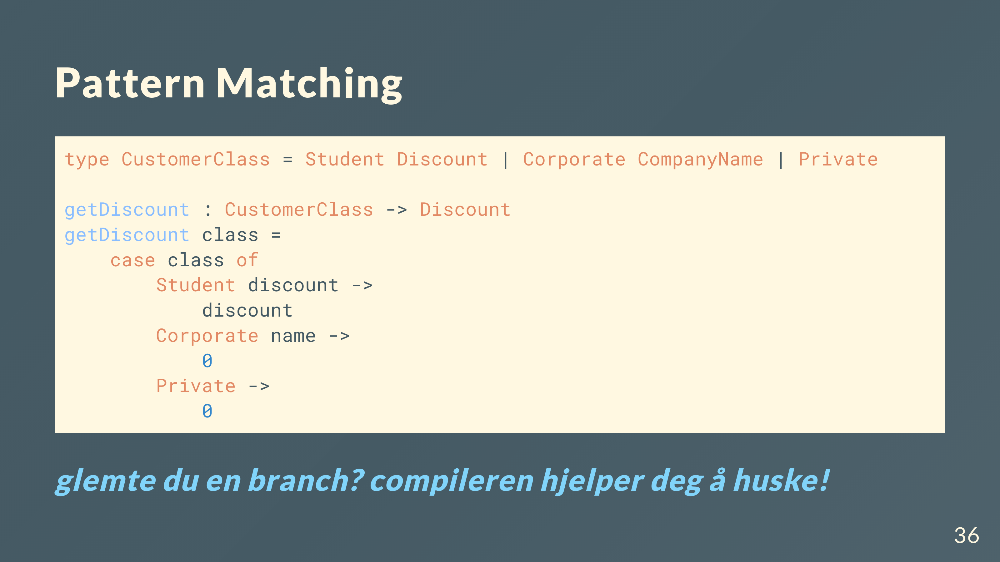 Pattern Matching
type CustomerClass = Student Discount | Corporate CompanyName | Private
getDiscount : CustomerClass -> Discount
getDiscount class =
    case class of
        Student discount ->
            discount
        Corporate name ->
            0
        Private ->
            0
glemte du en branch? compileren hjelper deg å huske!
36